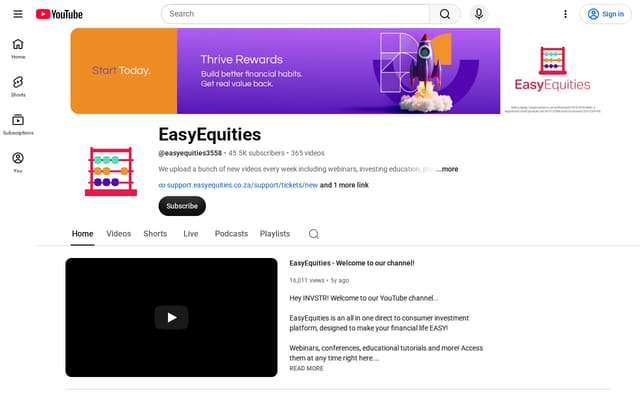 YouTube
Search
Sign in
Home
Shorts
Subscriptions
You
Start Today.
Thrive Rewards
Build better financial habits.
Get real value back.
EasyEquities
EasyEquities
@easyequities3558 • 45.5K subscribers • 365 videos
We upload a bunch of new videos every week including webinars, investing education, ...more
support.easyequities.co.za/support/tickets/new and 1 more link
Subscribe
Home Videos Shorts Live Podcasts Playlists
EasyEquities - Welcome to our channel!
16,011 views • 5y ago
Hey INVSTR! Welcome to our YouTube channel...
EasyEquities is an all in one direct to consumer investment
platform, designed to make your financial life EASY!
Webinars, conferences, educational tutorials and more! Access
them at any time right here....
READ MORE